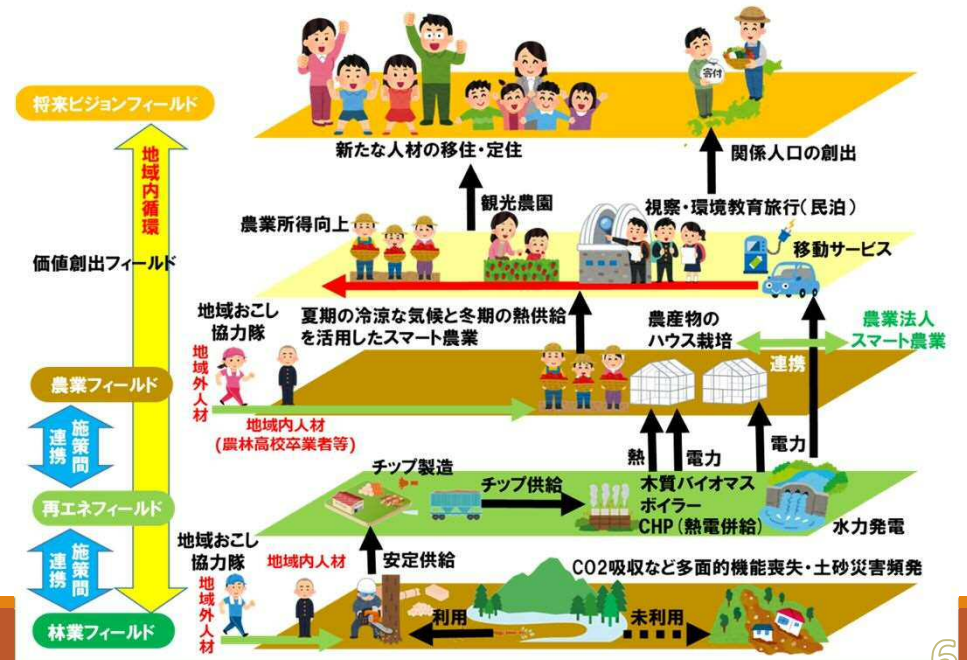 将来ビジョンフィールド
新たな人材の移住・定住
関係人口の創出
地域内循環
農業所得向上
観光農園
視察・環境教育旅行(民泊)
寄付
移動サービス
価値創出フィールド
地域おこし
協力隊
夏期の冷涼な気候と冬期の熱供給
を活用したスマート農業
農産物の
ハウス栽培
農業法人
スマート農業
連携
農業フィールド
地域外人材
地域内人材
(農林高校卒業者等)
施策間
連携
熱
電力
電力
チップ製造
チップ供給
木質バイオマス
ボイラー
CHP(熱電併給)
水力発電
再エネフィールド
地域おこし
協力隊
地域内人材
安定供給
CO2吸収など多面的機能喪失・土砂災害頻発
施策間
連携
地域外人材
利用
未利用
林業フィールド
6